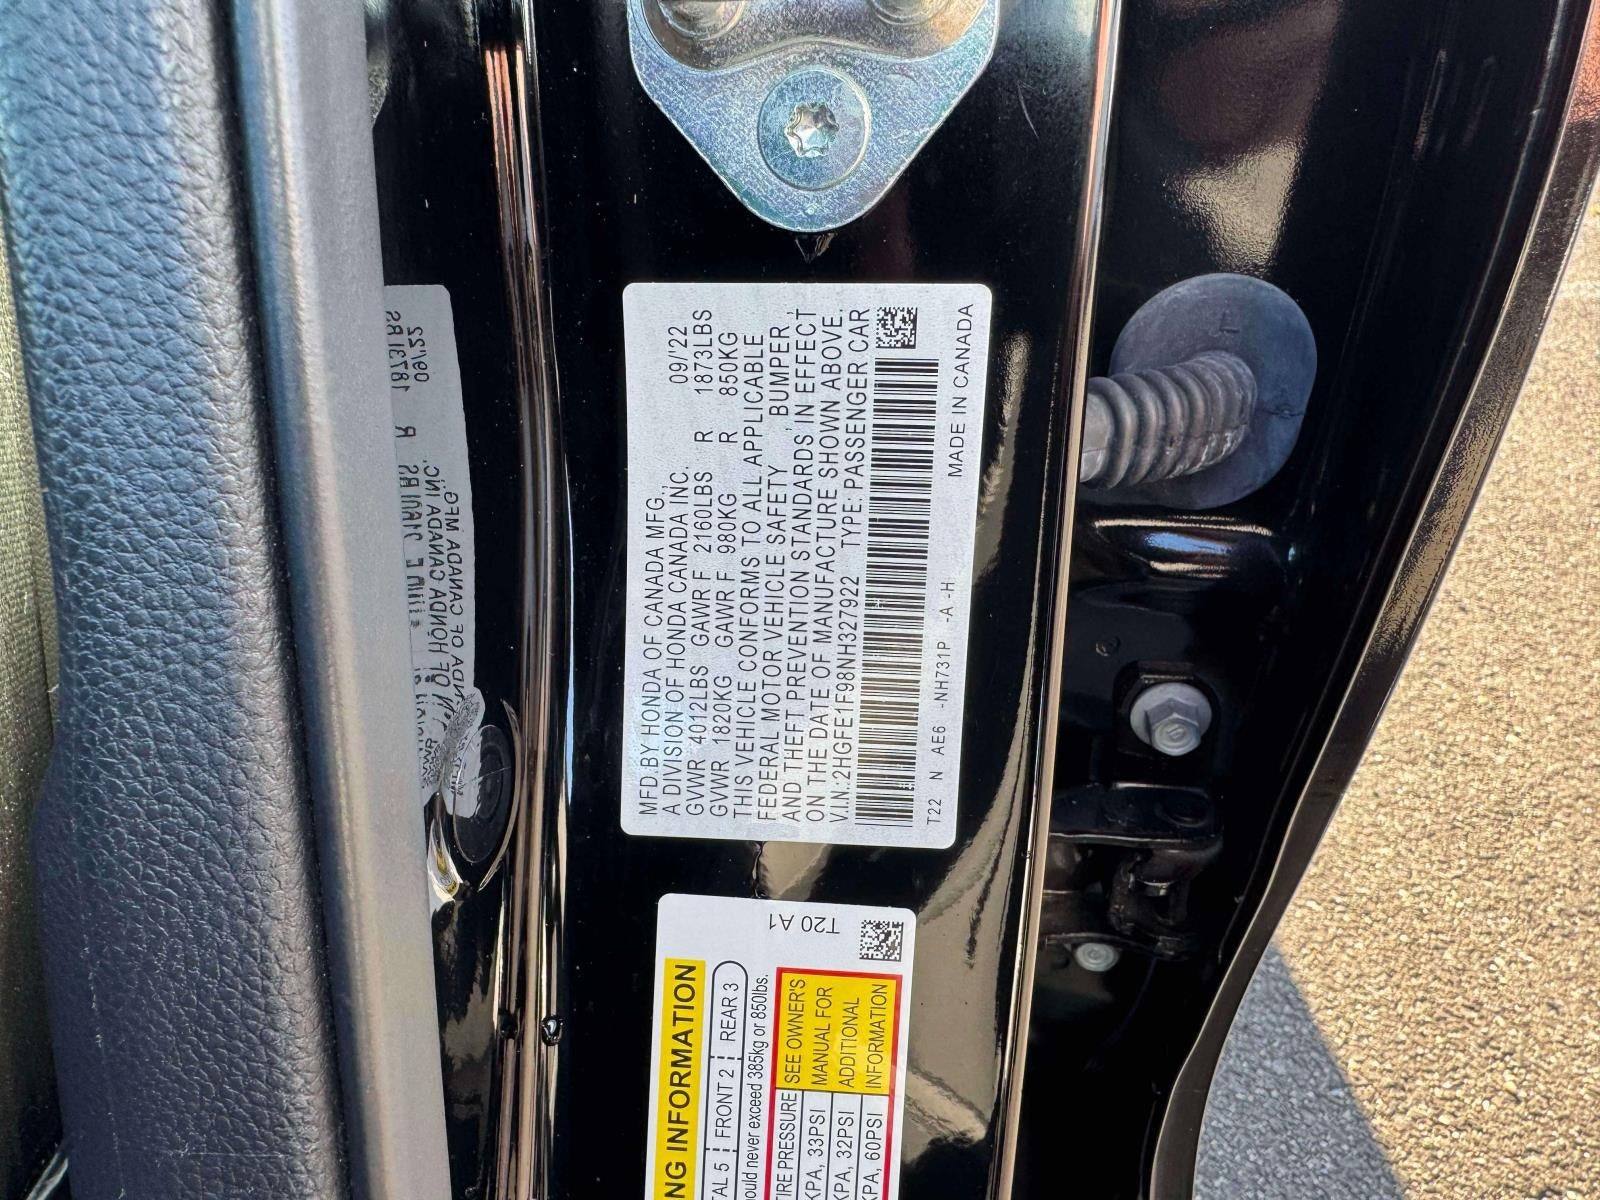 MFD.BY HONDA OF CANADA MFG.,
A DIVISION OF HONDA CANADA INC. 09/'22
GVWR 4012LBS GAWR F 2160LBS R 1873LBS
GVWR 1820KG GAWR F 980KG R 850KG
THIS VEHICLE CONFORMS TO ALL APPLICABLE
FEDERAL MOTOR VEHICLE SAFETY, BUMPER,
AND THEFT PREVENTION STANDARDS IN EFFECT
ON THE DATE OF MANUFACTURE SHOWN ABOVE.
V.I.N.:2HGFE1F98NH327922 TYPE: PASSENGER CAR
T22 N AE6 -NH731P -A -H MADE IN CANADA
T20 A1
NG INFORMATION
TAL 5 FRONT 2 REAR 3
ould never exceed 385kg or 850lbs.
TIRE PRESSURE
KPA, 33PSI
KPA, 32PSI
KPA, 60PSI
SEE OWNER'S
MANUAL FOR
ADDITIONAL
INFORMATION
L